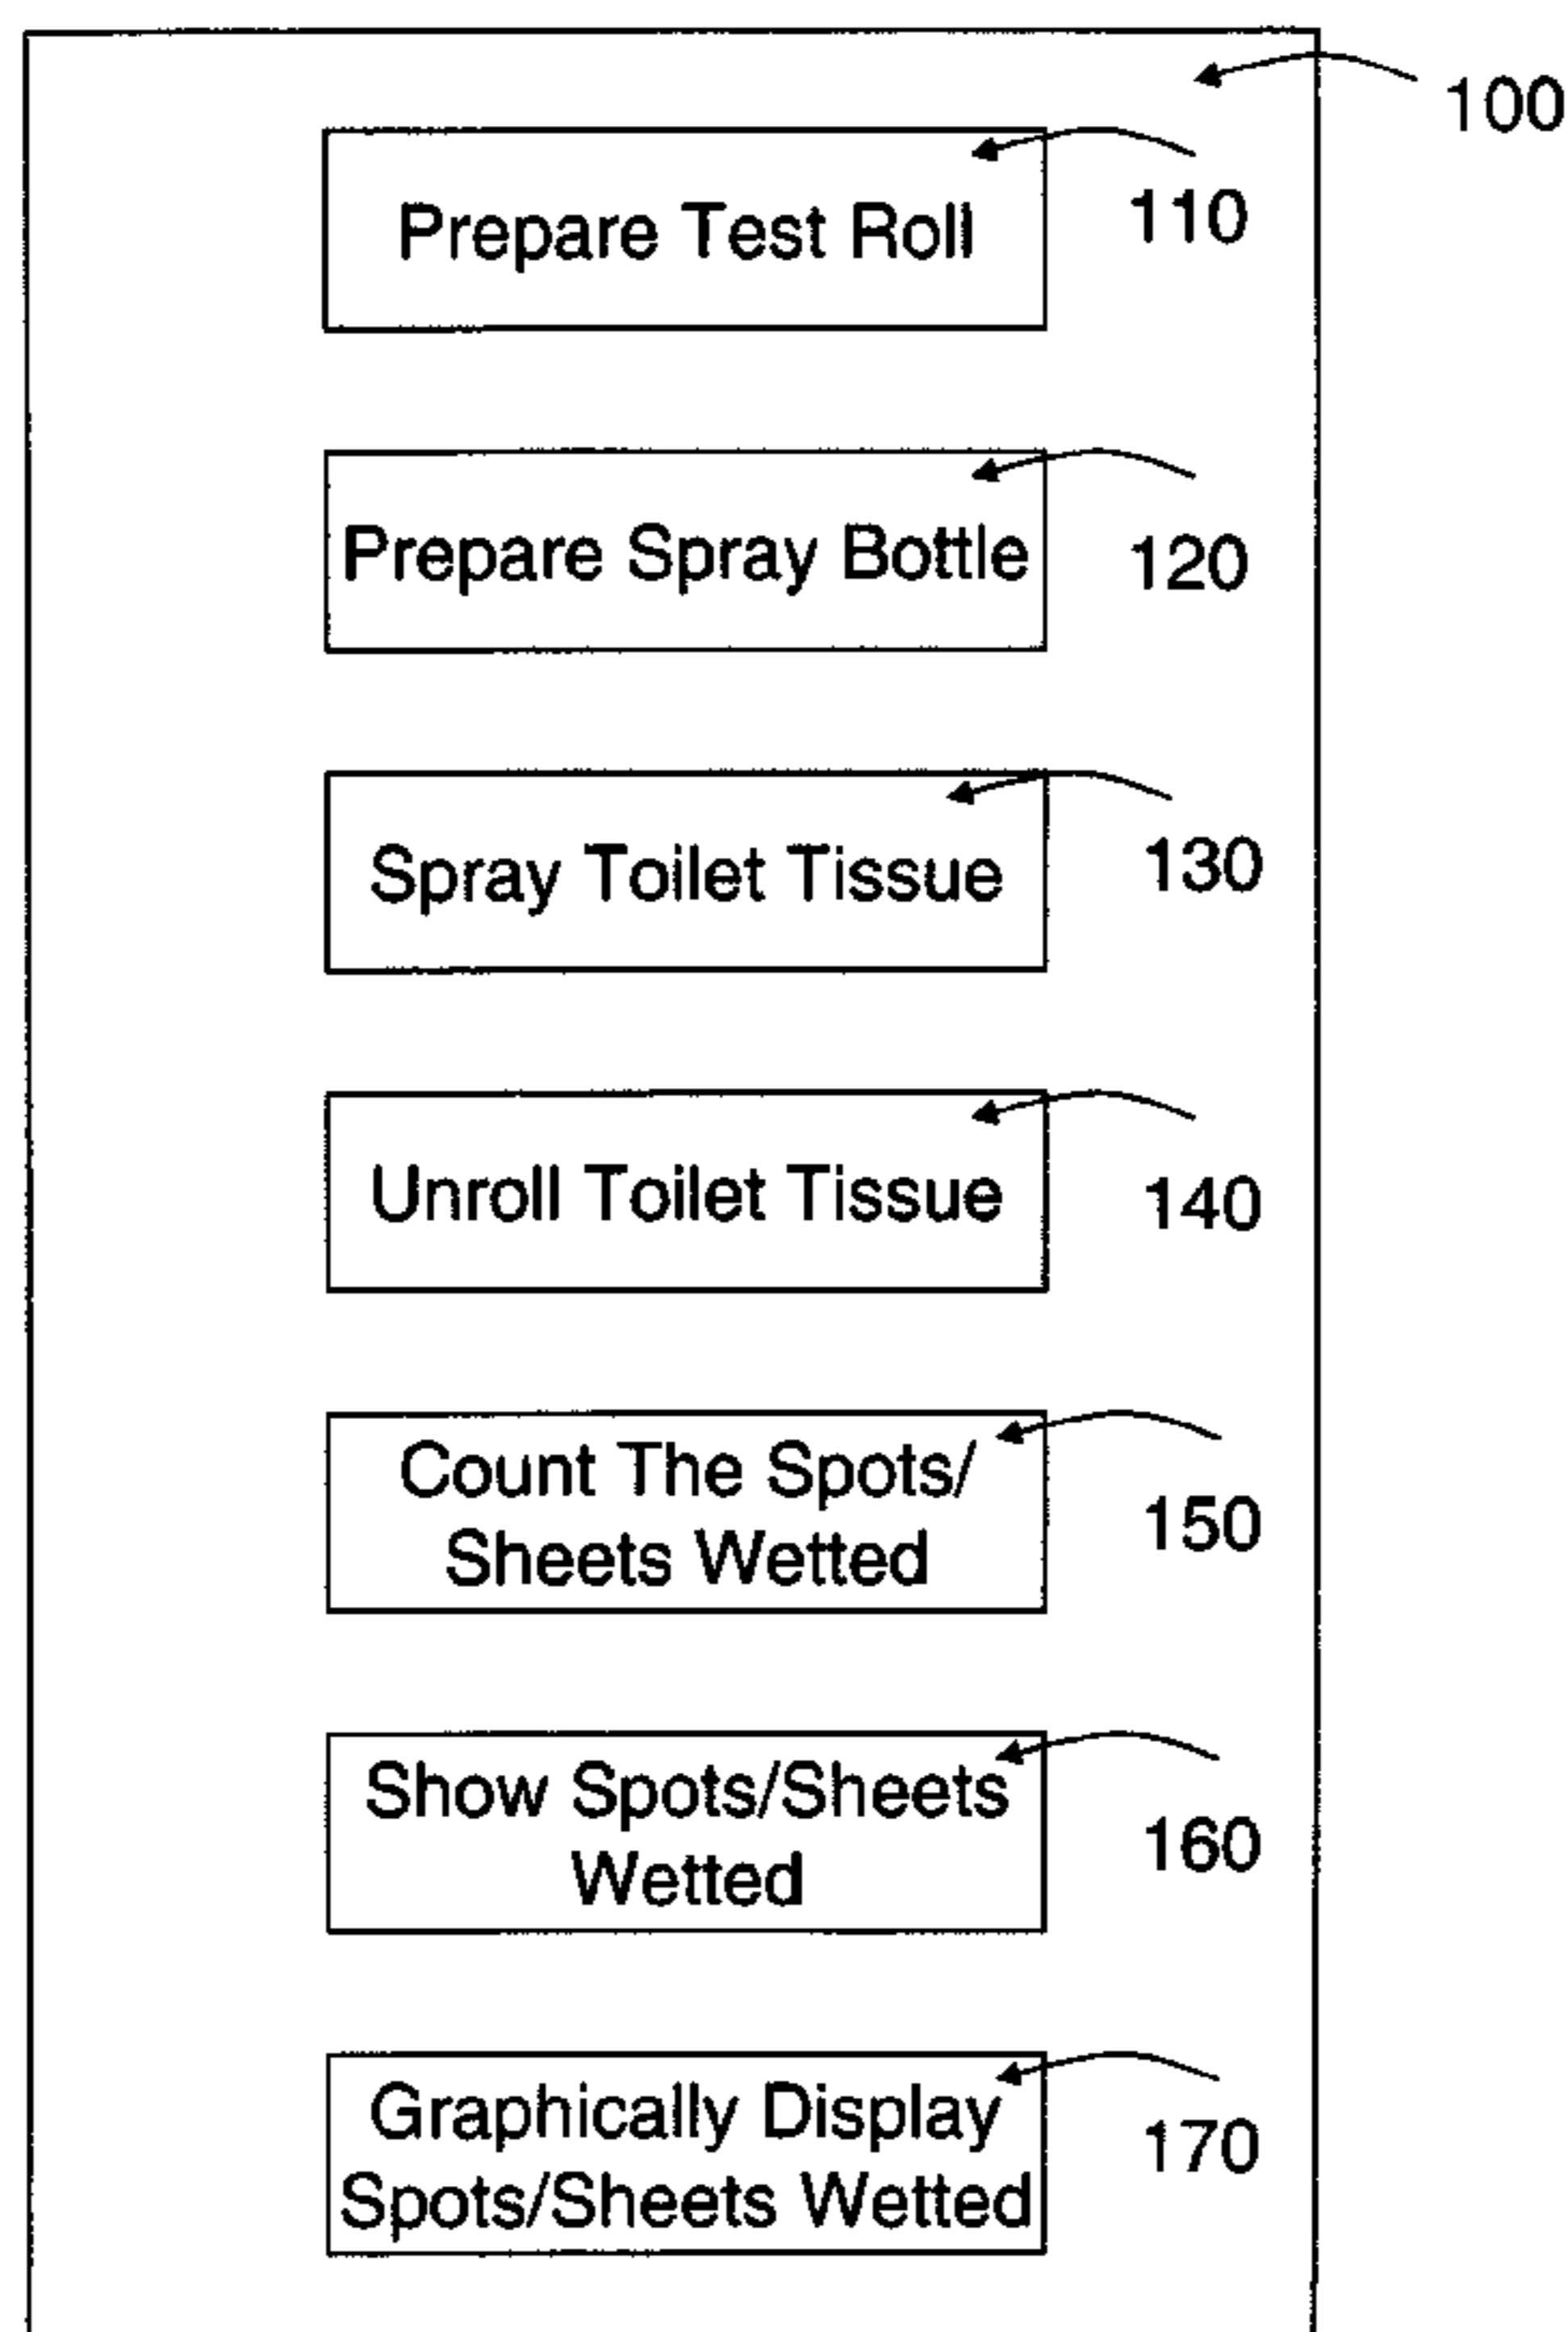 100
Prepare Test Roll
110
Prepare Spray Bottle
120
Spray Toilet Tissue
130
Unroll Toilet Tissue
140
Count The Spots/
Sheets Wetted
150
Show Spots/Sheets
Wetted
160
Graphically Display
Spots/Sheets Wetted
170